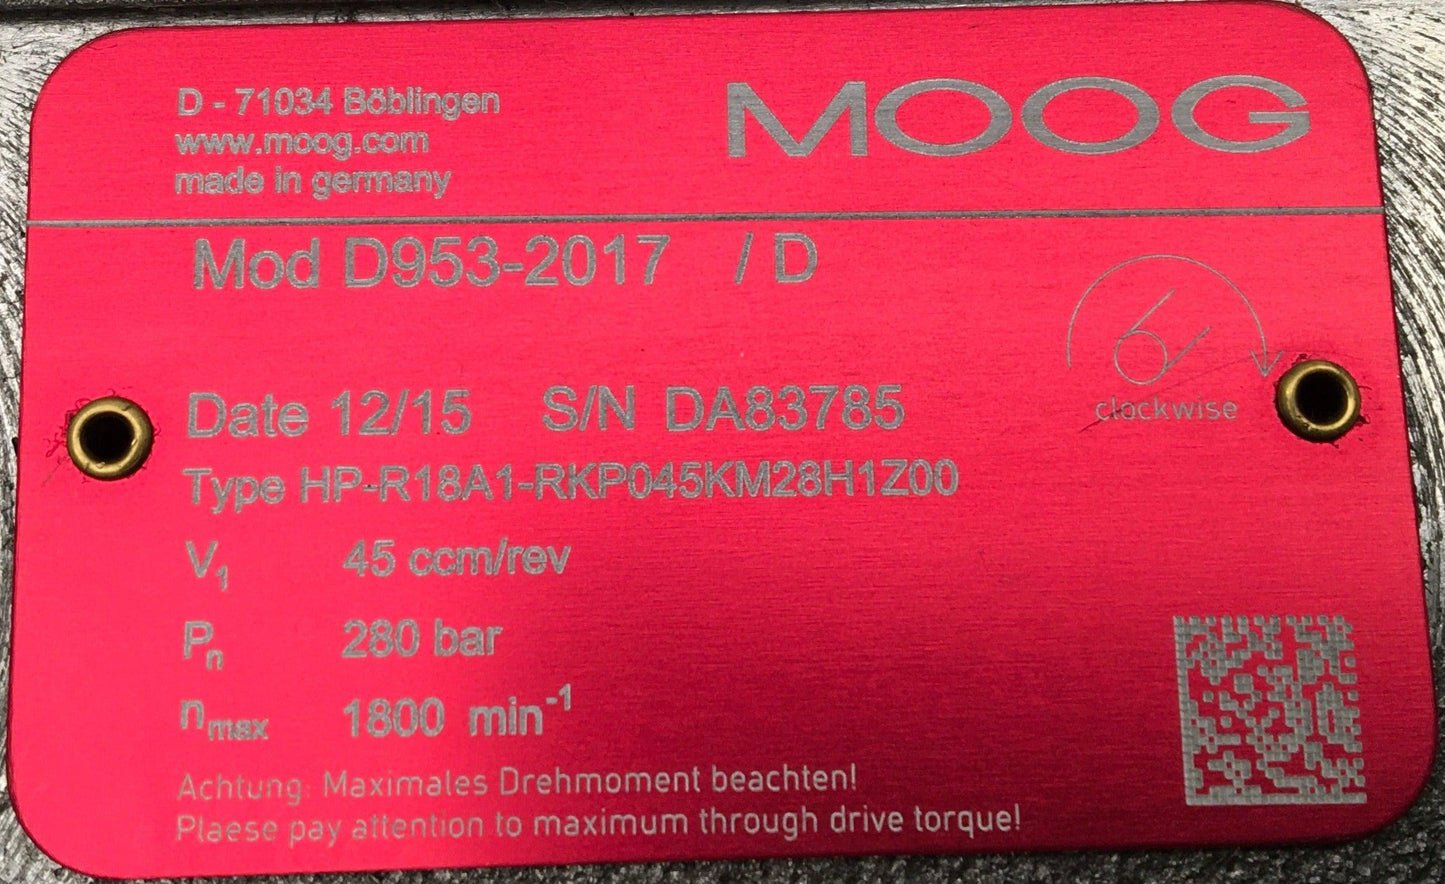 D - 71034 Böblingen
www.moog.com
made in germany
MOOG
Mod D953-2017 / D
clockwise
Date 12/15 S/N DA83785
Type HP-R18A1-RKP045KM28H1Z00
V₁ 45 ccm/rev
Pₙ 280 bar
nmax 1800 min⁻¹
Achtung: Maximales Drehmoment beachten!
Plaese pay attention to maximum through drive torque!